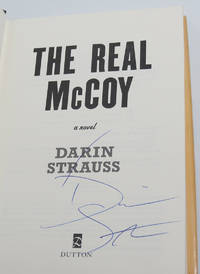 THE REAL
McCOY
a novel
DARIN
STRAUSS
DUTTON